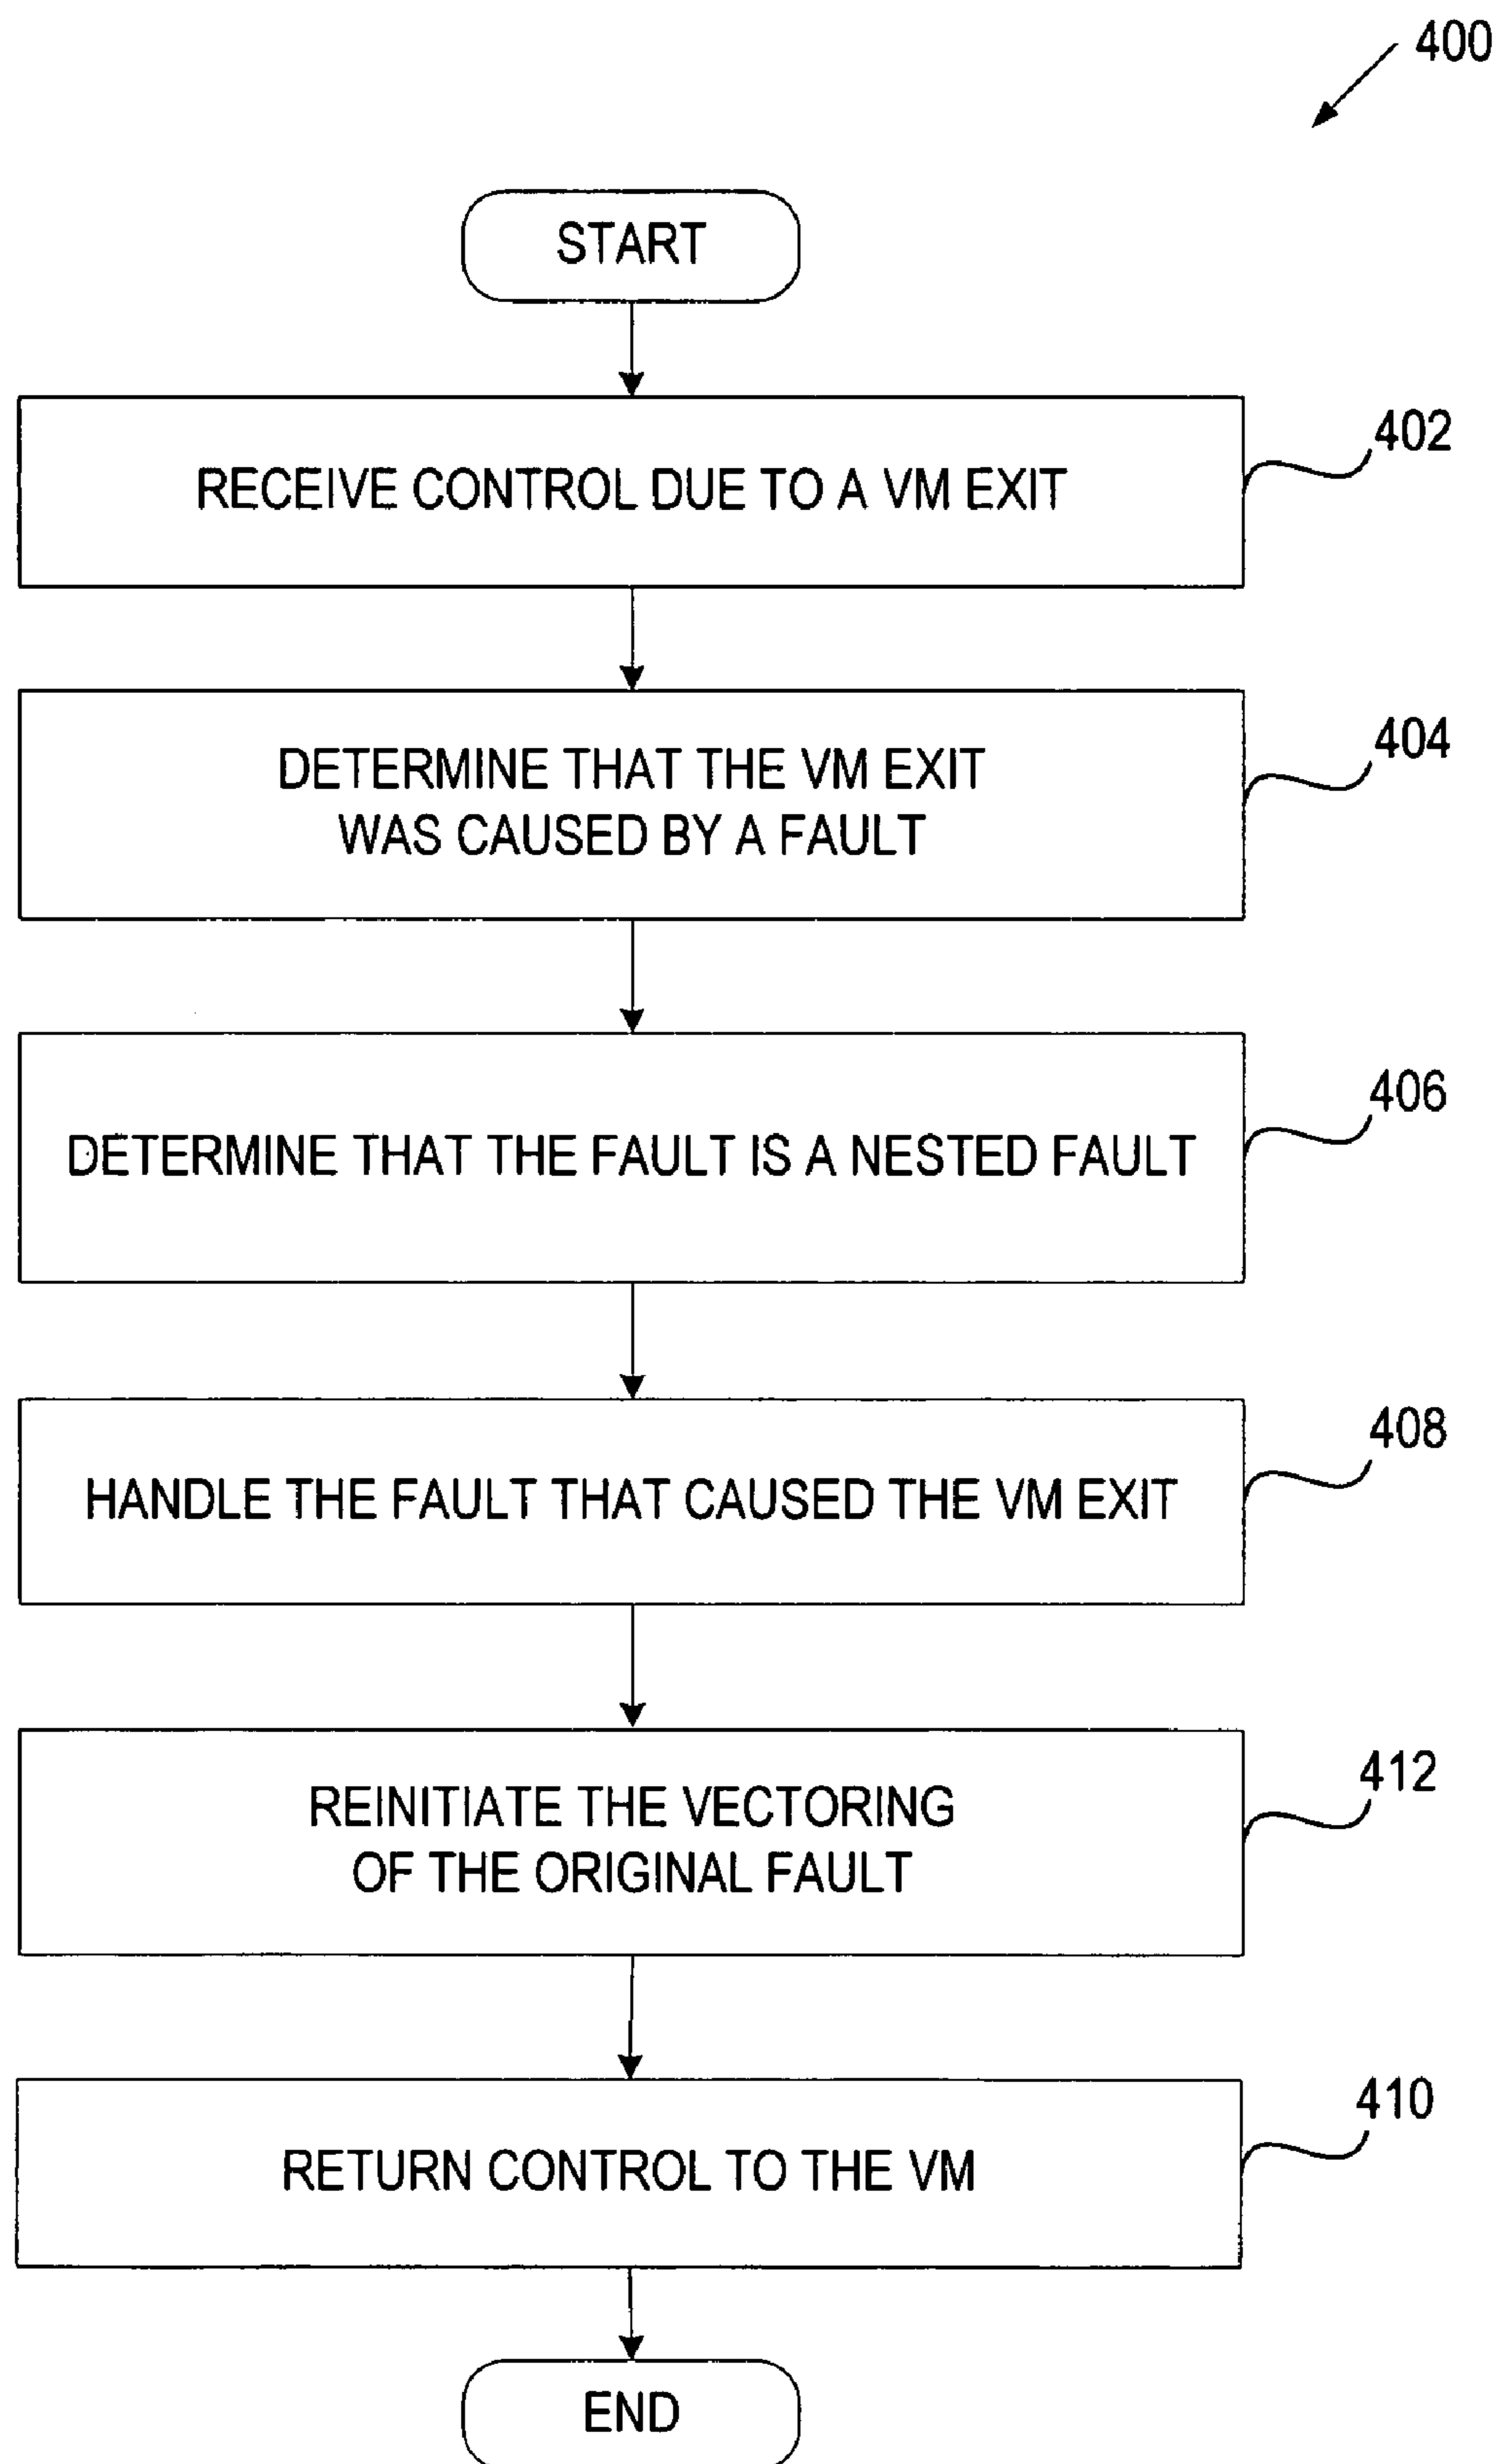 400
START
RECEIVE CONTROL DUE TO A VM EXIT
402
DETERMINE THAT THE VM EXIT
WAS CAUSED BY A FAULT
404
DETERMINE THAT THE FAULT IS A NESTED FAULT
406
HANDLE THE FAULT THAT CAUSED THE VM EXIT
408
REINITIATE THE VECTORING
OF THE ORIGINAL FAULT
412
RETURN CONTROL TO THE VM
410
END